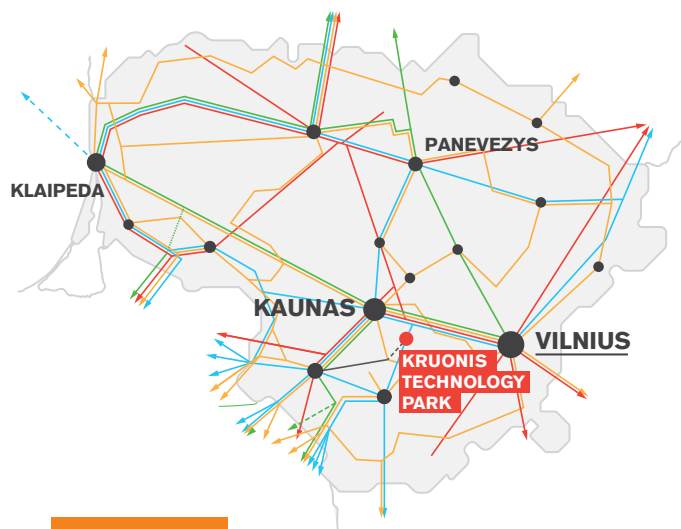 PANEVEZYS
KLAIPEDA
KAUNAS
VILNIUS
KRUONIS
TECHNOLOGY
PARK